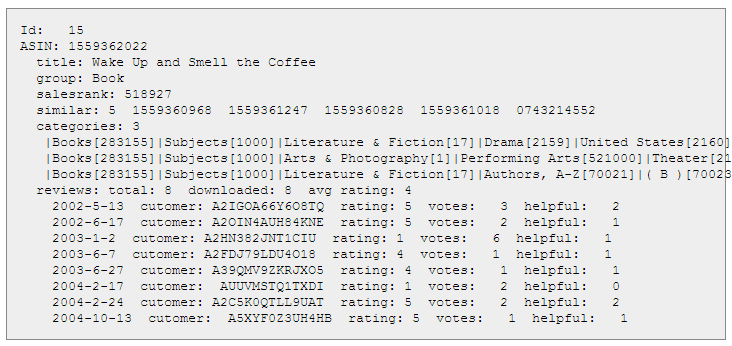 Id:   15
ASIN: 1559362022
  title: Wake Up and Smell the Coffee
  group: Book
  salesrank: 518927
  similar: 5  1559360968  1559361247  1559360828  1559361018  0743214552
  categories: 3
   |Books[283155]|Subjects[1000]|Literature & Fiction[17]|Drama[2159]|United States[2160]
   |Books[283155]|Subjects[1000]|Arts & Photography[1]|Performing Arts[521000]|Theater[21
   |Books[283155]|Subjects[1000]|Literature & Fiction[17]|Authors, A-Z[70021]|( B )[70023
  reviews: total: 8  downloaded: 8  avg rating: 4
    2002-5-13  cutomer: A2IGOA66Y6O8TQ  rating: 5  votes:   3  helpful:   2
    2002-6-17  cutomer: A2OIN4AUH84KNE  rating: 5  votes:   2  helpful:   1
    2003-1-2  cutomer: A2HN382JNT1CIU  rating: 1  votes:   6  helpful:   1
    2003-6-7  cutomer: A2FDJ79LDU4O18  rating: 4  votes:   1  helpful:   1
    2003-6-27  cutomer: A39QMV9ZKRJXO5  rating: 4  votes:   1  helpful:   1
    2004-2-17  cutomer:  AUUVMSTQ1TXDI  rating: 1  votes:   2  helpful:   0
    2004-2-24  cutomer: A2C5K0QTLL9UAT  rating: 5  votes:   2  helpful:   2
    2004-10-13  cutomer:  A5XYF0Z3UH4HB  rating: 5  votes:   1  helpful:   1